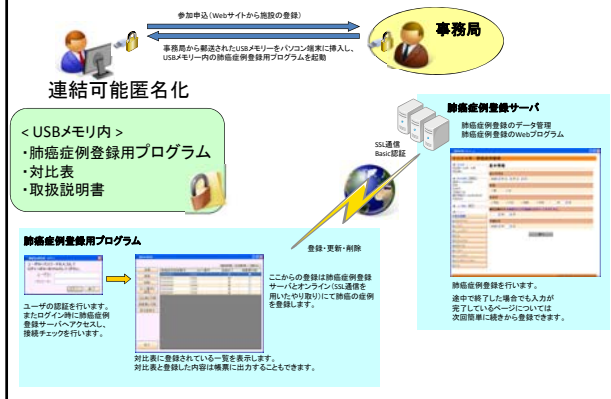 参加申込(Webサイトから施設の登録)
事務局
事務局から郵送されたUSBメモリーをパソコン端末に挿入し、
USBメモリー内の肺癌症例登録用プログラムを起動
連結可能匿名化
< USBメモリ内 >
・肺癌症例登録用プログラム
・対比表
・取扱説明書
SSL通信
Basic認証
肺癌症例登録サーバ
肺癌症例登録のデータ管理
肺癌症例登録のWebプログラム
登録・更新・削除
肺癌症例登録を行います。
途中で終了した場合でも入力が
完了しているページについては
次回簡単に続きから登録できます。
肺癌症例登録用プログラム
ユーザの認証を行います。
またログイン時に肺癌症例
登録サーバへアクセスし、
接続チェックを行います。
ここからの登録は肺癌症例登録
サーバとオンライン(SSL通信を
用いたやり取り)にて肺癌の症例
を登録します。
対比表に登録されている一覧を表示します。
対比表と登録した内容は帳票に出力することもできます。